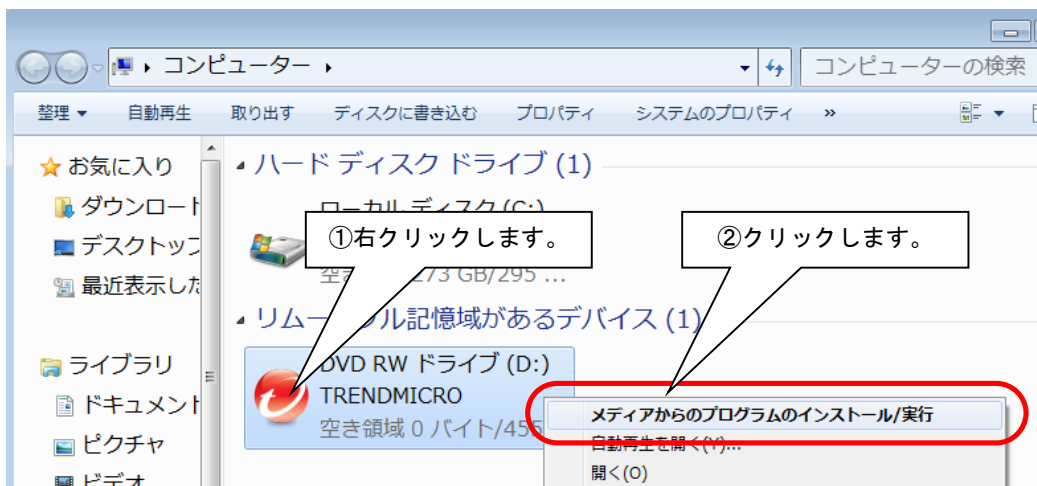 コンピューター
コンピューターの検索
整理 自動再生 取り出す ディスクに書き込む プロパティ システムのプロパティ »
お気に入り
ダウンロード
デスクトップ
最近表示した
ライブラリ
ドキュメント
ピクチャ
ビデオ
ハード ディスク ドライブ (1)
ローカル ディスク (C:)
空き 273 GB/295 ...
①右クリックします。
②クリックします。
リムーバブル記憶域があるデバイス (1)
DVD RW ドライブ (D:)
TRENDMICRO
空き領域 0 バイト/455
メディアからのプログラムのインストール/実行
自動再生を開く(Y)...
開く(O)